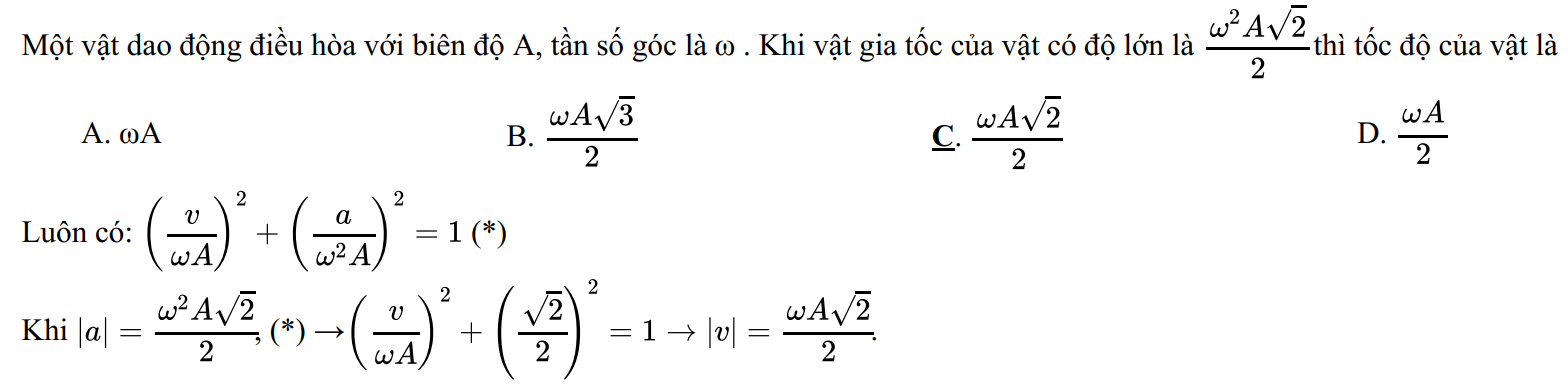 Một vật dao động điều hòa với biên độ A, tần số góc là ω . Khi vật gia tốc của vật có độ lớn là $\frac{\omega^2 A\sqrt{2}}{2}$ thì tốc độ của vật là
A. ωA B. $\frac{\omega A\sqrt{3}}{2}$ C. $\frac{\omega A\sqrt{2}}{2}$ D. $\frac{\omega A}{2}$
Luôn có: $\left(\frac{v}{\omega A}\right)^2 + \left(\frac{a}{\omega^2 A}\right)^2 = 1$ (*)
Khi $|a| = \frac{\omega^2 A\sqrt{2}}{2}$, (*) → $\left(\frac{v}{\omega A}\right)^2 + \left(\frac{\sqrt{2}}{2}\right)^2 = 1 \rightarrow |v| = \frac{\omega A\sqrt{2}}{2}$.